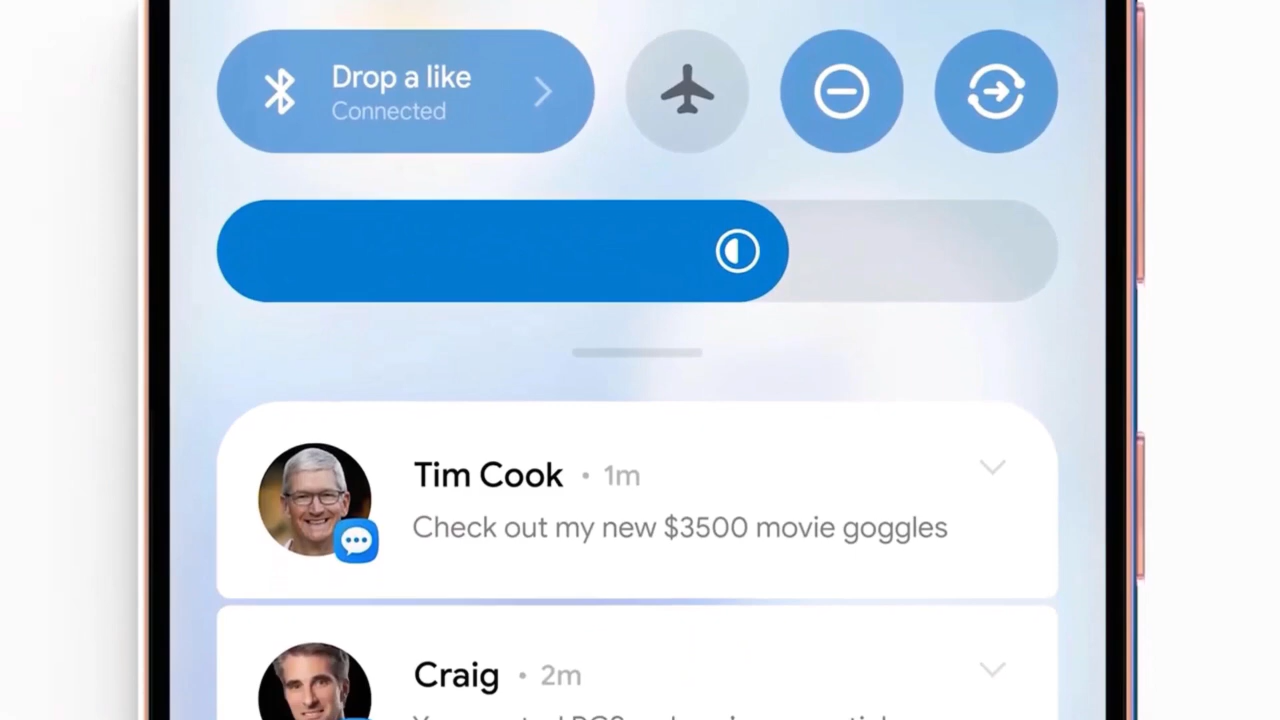 Drop a like
Connected
Tim Cook • 1m
Check out my new $3500 movie goggles
Craig • 2m